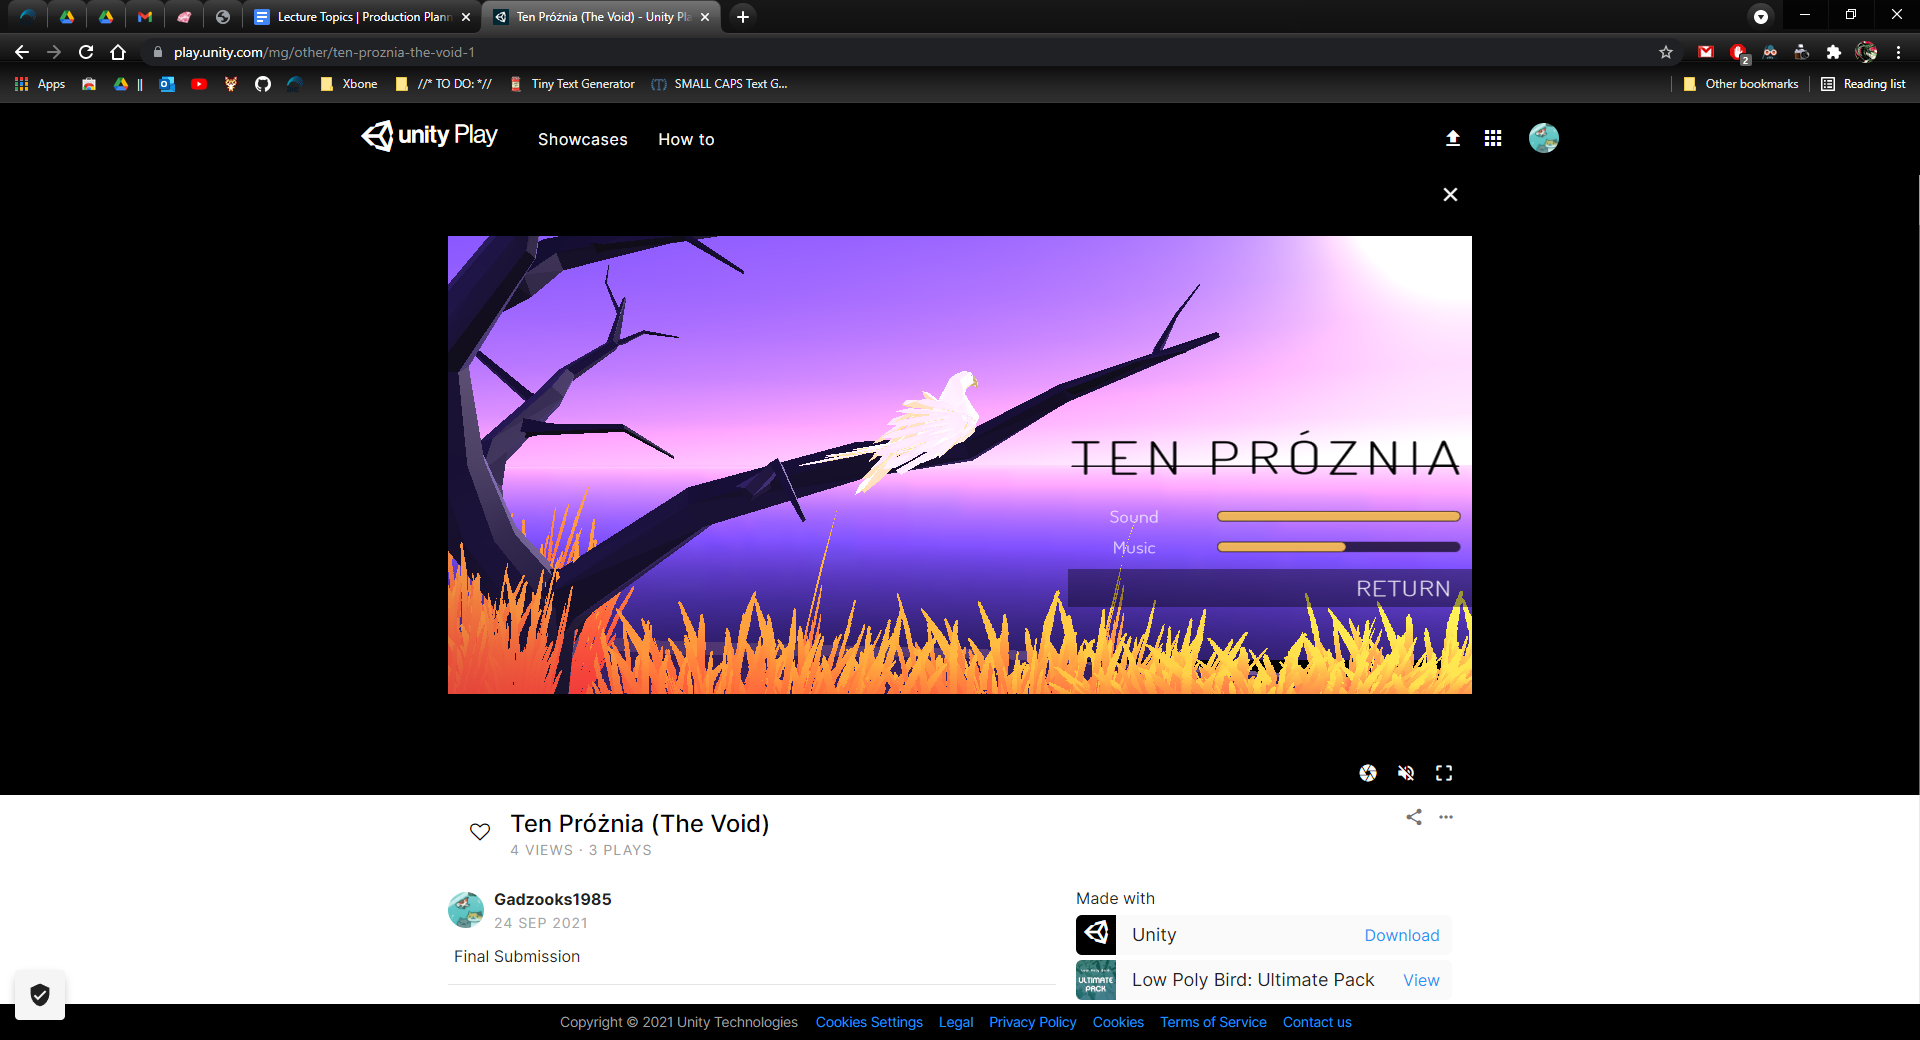 Lecture Topics | Production Plann
Ten Próżnia (The Void) - Unity Pla
play.unity.com/mg/other/ten-proznia-the-void-1
2
Apps
||
Xbone
//* TO DO: *//
Tiny Text Generator
SMALL CAPS Text G...
Other bookmarks
Reading list
unity Play
Showcases
How to
TEN PRÓZNIA
Sound
Music
RETURN
Ten Próżnia (The Void)
4 VIEWS · 3 PLAYS
Gadzooks1985
24 SEP 2021
Final Submission
Made with
Unity
Download
ULTIMATE
PACK
Low Poly Bird: Ultimate Pack
View
Copyright © 2021 Unity Technologies
Cookies Settings
Legal
Privacy Policy
Cookies
Terms of Service
Contact us